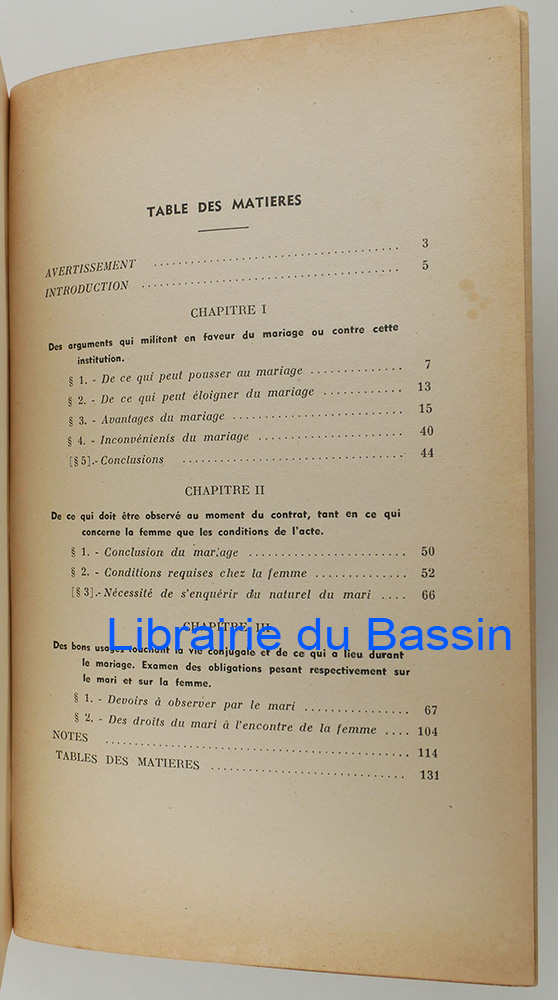 TABLE DES MATIERES
AVERTISSEMENT .......... 3
INTRODUCTION .......... 5
CHAPITRE I
Des arguments qui militent en faveur du mariage ou contre cette
institution.
§ 1. - De ce qui peut pousser au mariage .......... 7
§ 2. - De ce qui peut éloigner du mariage .......... 13
§ 3. - Avantages du mariage .......... 15
§ 4. - Inconvénients du mariage .......... 40
[§ 5].- Conclusions .......... 44
CHAPITRE II
De ce qui doit être observé au moment du contrat, tant en ce qui
concerne la femme que les conditions de l'acte.
§ 1. - Conclusion du mariage .......... 50
§ 2. - Conditions requises chez la femme .......... 52
[§ 3].- Nécessité de s'enquérir du naturel du mari .... 66
CHAPITRE III
Librairie du Bassin
Des bons usages touchant la vie conjugale et de ce qui a lieu durant
le mariage. Examen des obligations pesant respectivement sur
le mari et sur la femme.
§ 1. - Devoirs à observer par le mari .......... 67
§ 2. - Des droits du mari à l'encontre de la femme .... 104
NOTES .......... 114
TABLES DES MATIERES .......... 131